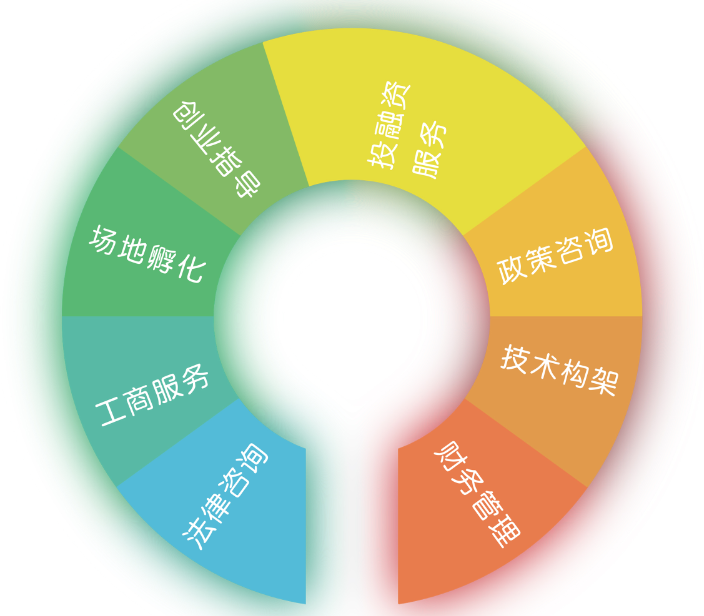 创业指导
投融资
服务
场地孵化
政策咨询
工商服务
技术构架
法律咨询
财务管理